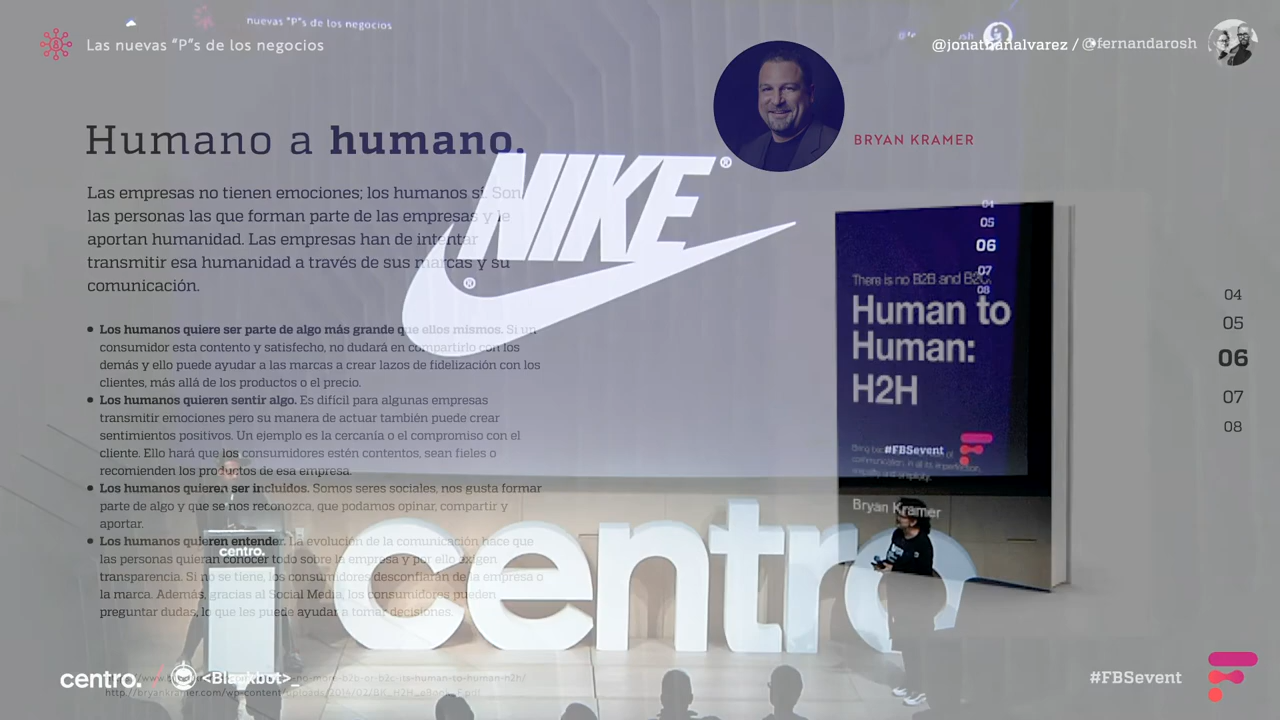 nuevas “P”s de los negocios
Las nuevas “P”s de los negocios
@jonathanalvarez / @fernandarosh
BRYAN KRAMER
Humano a humano.
NIKE
®
®
Las empresas no tienen emociones; los humanos sí. Son
las personas las que forman parte de las empresas y le
aportan humanidad. Las empresas han de intentar
transmitir esa humanidad a través de sus marcas y su
comunicación.
• Los humanos quiere ser parte de algo más grande que ellos mismos. Si un
consumidor esta contento y satisfecho, no dudará en compartirlo con los
demás y ello puede ayudar a las marcas a crear lazos de fidelización con los
clientes, más allá de los productos o el precio.
• Los humanos quieren sentir algo. Es difícil para algunas empresas
transmitir emociones pero su manera de actuar también puede crear
sentimientos positivos. Un ejemplo es la cercanía o el compromiso con el
cliente. Ello hará que los consumidores estén contentos, sean fieles o
recomienden los productos de esa empresa.
• Los humanos quieren ser incluidos. Somos seres sociales, nos gusta formar
parte de algo y que se nos reconozca, que podamos opinar, compartir y
aportar.
• Los humanos quieren entender. La evolución de la comunicación hace que
las personas quieran conocer todo sobre la empresa y por ello exigen
transparencia. Si no se tiene, los consumidores desconfiarán de la empresa o
la marca. Además, gracias al Social Media, los consumidores pueden
preguntar dudas, lo que les puede ayudar a tomar decisiones.
There is no B2B and B2C
Human to
Human:
H2H
#FBSevent
Bryan Kramer
04
05
06
07
08
04
05
06
07
08
centro.
centro
centro. / <Blackbot>_
#FBSevent